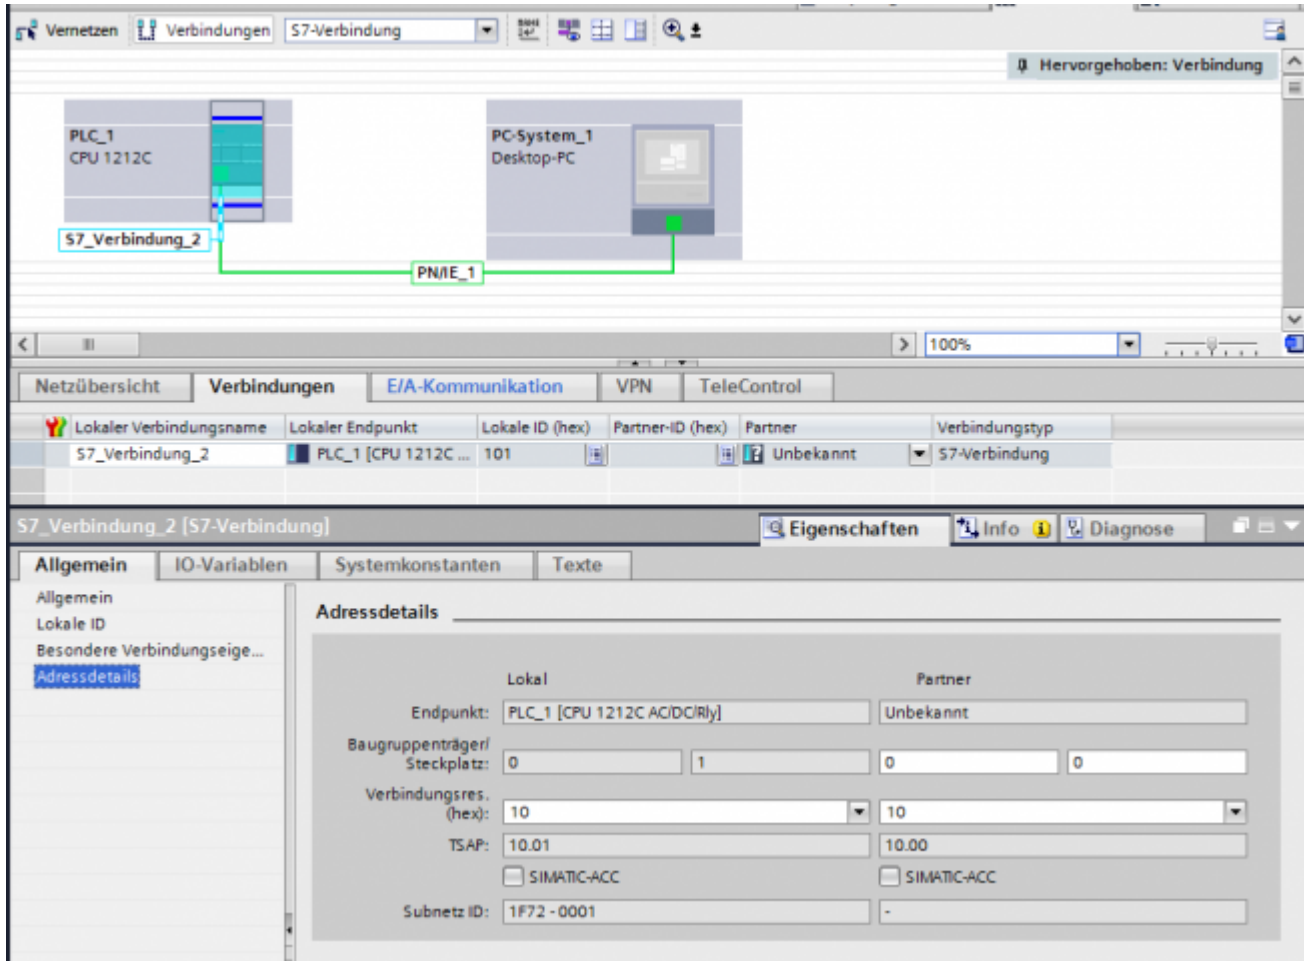 Vernetzen Verbindungen S7-Verbindung
Hervorgehoben: Verbindung
PLC_1
CPU 1212C
PC-System_1
Desktop-PC
S7_Verbindung_2
PN/IE_1
100%
Netzübersicht Verbindungen E/A-Kommunikation VPN TeleControl
Lokaler Verbindungsname Lokaler Endpunkt Lokale ID (hex) Partner-ID (hex) Partner Verbindungstyp
S7_Verbindung_2 PLC_1 [CPU 1212C ... 101 Unbekannt S7-Verbindung
S7_Verbindung_2 [S7-Verbindung] Eigenschaften Info Diagnose
Allgemein IO-Variablen Systemkonstanten Texte
Allgemein
Lokale ID
Besondere Verbindungseige...
Adressdetails
Adressdetails
Lokal Partner
Endpunkt: PLC_1 [CPU 1212C AC/DC/Rly] Unbekannt
Baugruppenträger/
Steckplatz: 0 1 0 0
Verbindungsres.
(hex): 10 10
TSAP: 10.01 10.00
SIMATIC-ACC SIMATIC-ACC
Subnetz ID: 1F72 - 0001 -